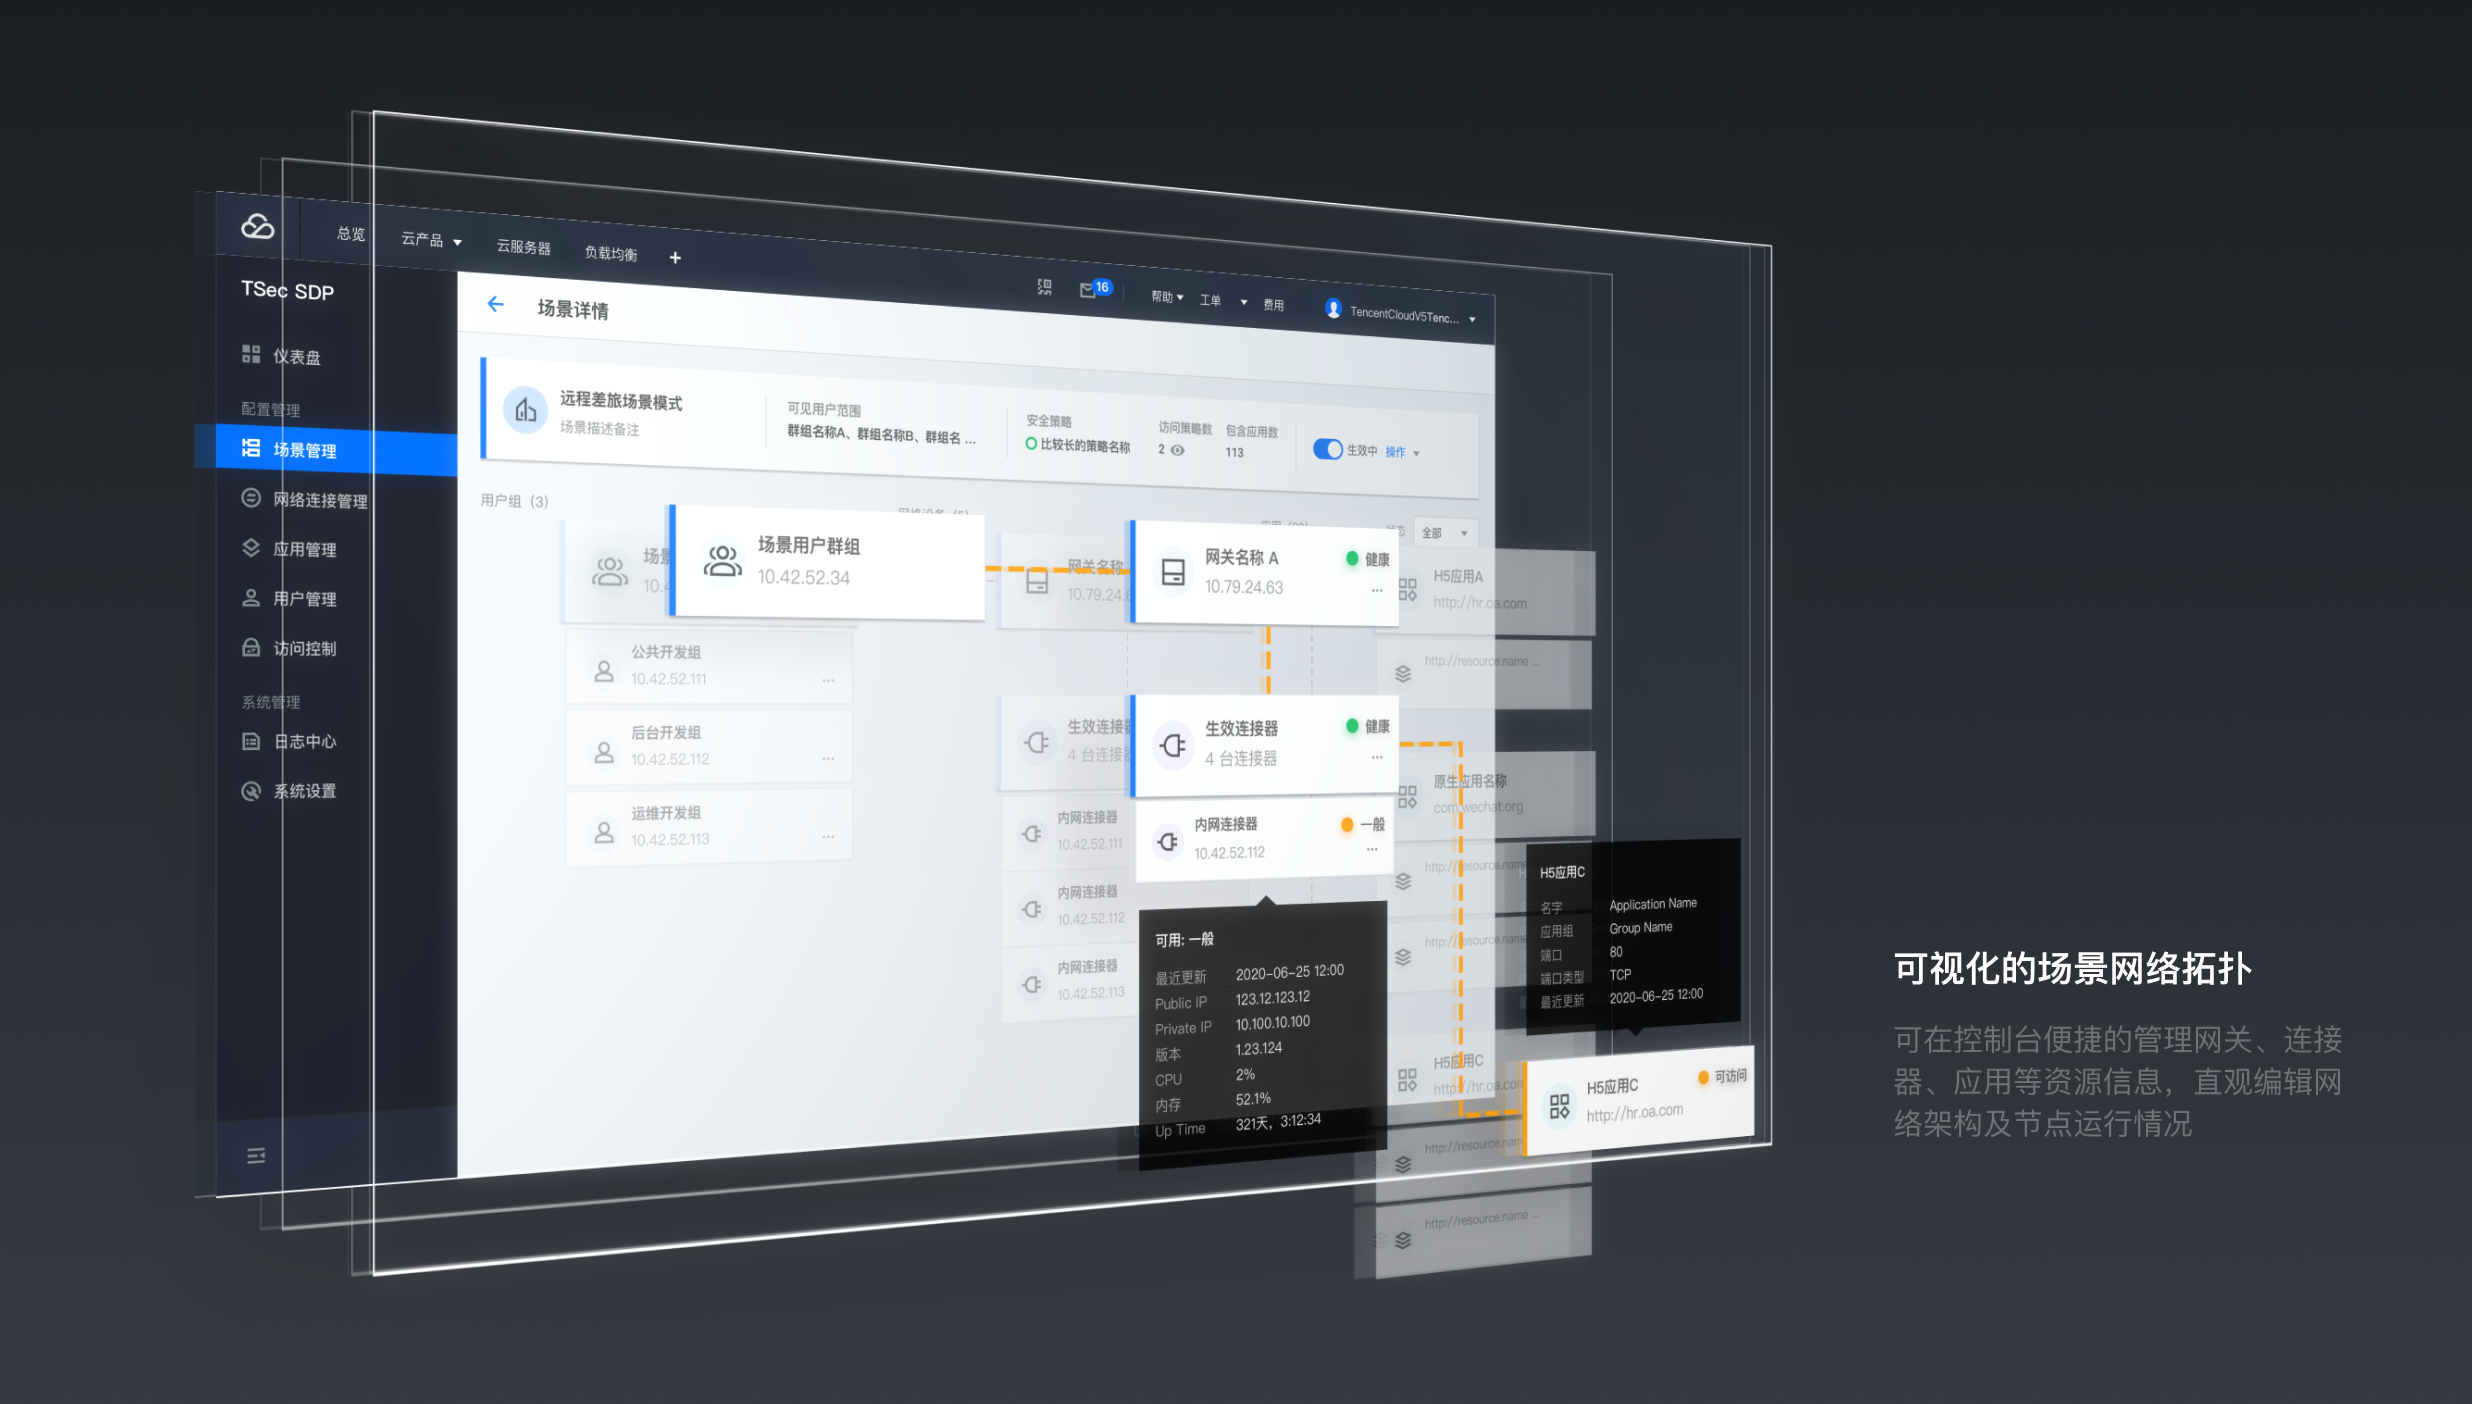 总览 云产品 云服务器 负载均衡 +
16 帮助 工单 费用 TencentCloudV5Tenc...
TSec SDP
仪表盘
配置管理
场景管理
网络连接管理
应用管理
用户管理
访问控制
系统管理
日志中心
系统设置
场景详情
远程差旅场景模式
场景描述备注
可见用户范围
群组名称A、群组名称B、群组名 ...
安全策略
比较长的策略名称
访问策略数
2
包含应用数
113
生效中 操作
用户组（3）
全部
场景用户群组
10.42.52.34
公共开发组
10.42.52.111
...
后台开发组
10.42.52.112
...
运维开发组
10.42.52.113
...
网关名称
10.79.24.6
网关名称 A
健康
10.79.24.63
...
生效连接器
4 台连接器
生效连接器
健康
4 台连接器
...
内网连接器
10.42.52.111
内网连接器
10.42.52.112
内网连接器
10.42.52.113
内网连接器
一般
10.42.52.112
...
可用: 一般
最近更新 2020-06-25 12:00
Public IP 123.12.123.12
Private IP 10.100.10.100
版本 1.23.124
CPU 2%
内存 52.1%
Up Time 321天，3:12:34
H5应用A
http://hr.oa.com
http://resource.name ...
原生应用名称
com.wechat.org
http://resource.name
http://resource.name
H5应用C
http://hr.oa.com
http://resource.name
http://resource.name ...
H5应用C
名字 Application Name
应用组 Group Name
端口 80
端口类型 TCP
最近更新 2020-06-25 12:00
H5应用C
可访问
http://hr.oa.com
可视化的场景网络拓扑
可在控制台便捷的管理网关、连接
器、应用等资源信息，直观编辑网
络架构及节点运行情况